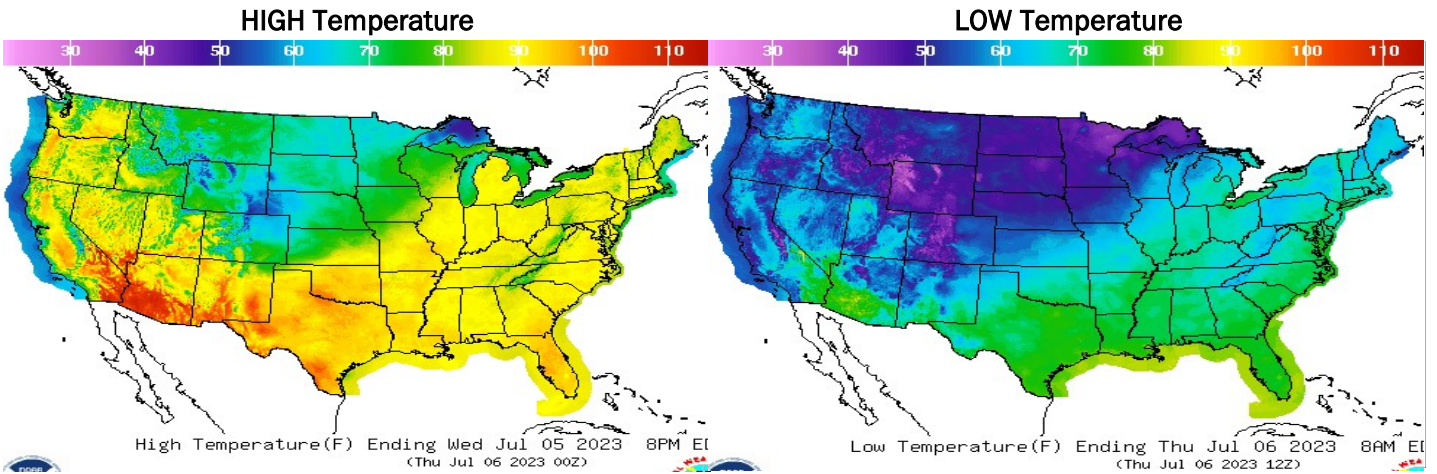 HIGH Temperature
LOW Temperature
30 40 50 60 70 80 90 100 110
30 40 50 60 70 80 90 100 110
High Temperature(F) Ending Wed Jul 05 2023 8PM E
(Thu Jul 06 2023 00Z)
Low Temperature(F) Ending Thu Jul 06 2023 8AM E
(Thu Jul 06 2023 12Z)